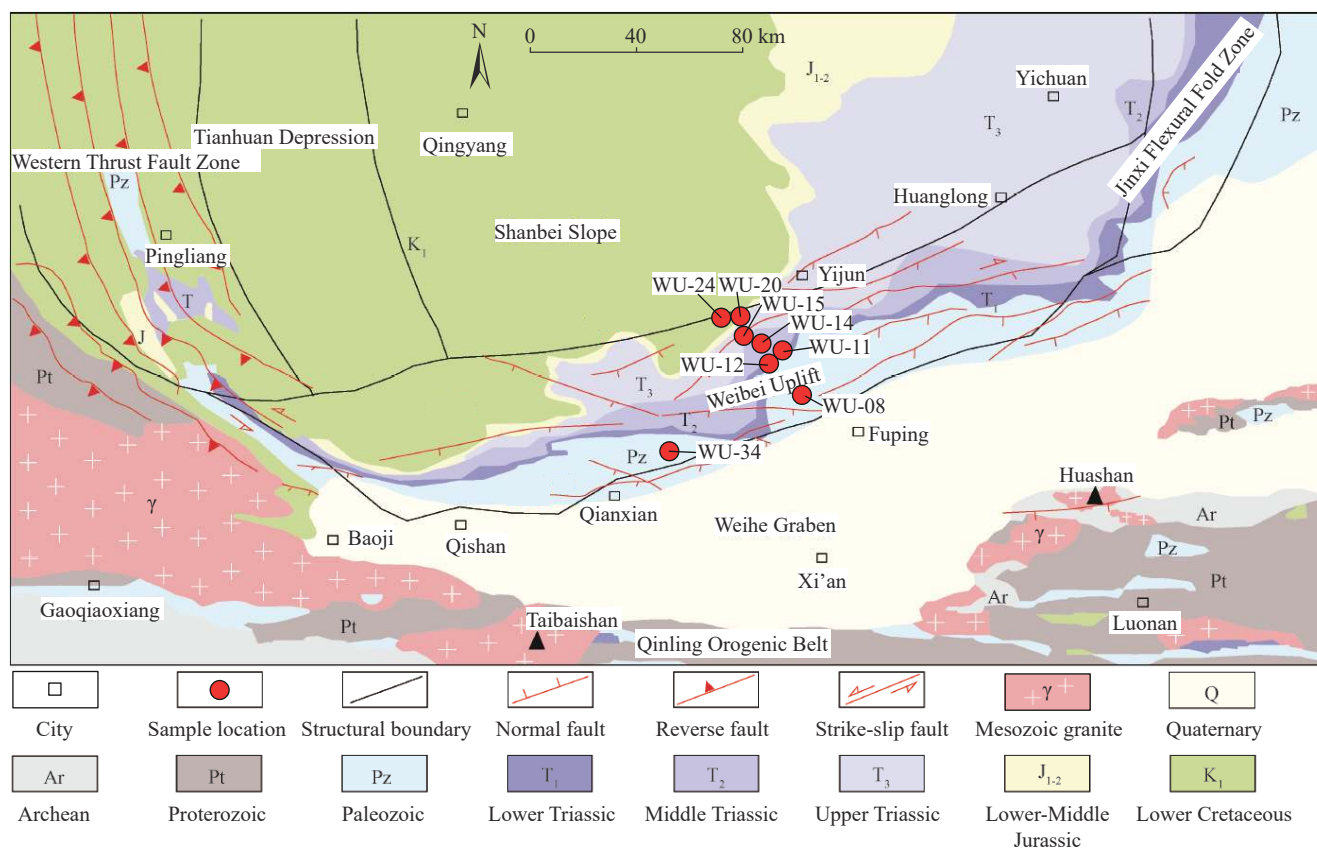 N
0 40 80 km
J1-2
Yichuan
T3
T2
Jinxi Flexural Fold Zone
Pz
Tianhuan Depression
Qingyang
Western Thrust Fault Zone
Pz
Huanglong
Pingliang
K1
Shanbei Slope
Yijun
T
J
WU-24
WU-20
WU-15
WU-14
WU-11
WU-12
T1
Pt
T3
Weibei Uplift
WU-08
T2
Fuping
Pz
WU-34
Pt
Pz
Huashan
γ
Qianxian
Weihe Graben
Ar
Baoji
Qishan
γ
Pz
Xi’an
Pt
Gaoqiaoxiang
Ar
Luonan
Pt
Taibaishan
Qinling Orogenic Belt
γ
Q
City
Sample location
Structural boundary
Normal fault
Reverse fault
Strike-slip fault
Mesozoic granite
Quaternary
Ar
Pt
Pz
T1
T2
T3
J1-2
K1
Archean
Proterozoic
Paleozoic
Lower Triassic
Middle Triassic
Upper Triassic
Lower-Middle
Jurassic
Lower Cretaceous